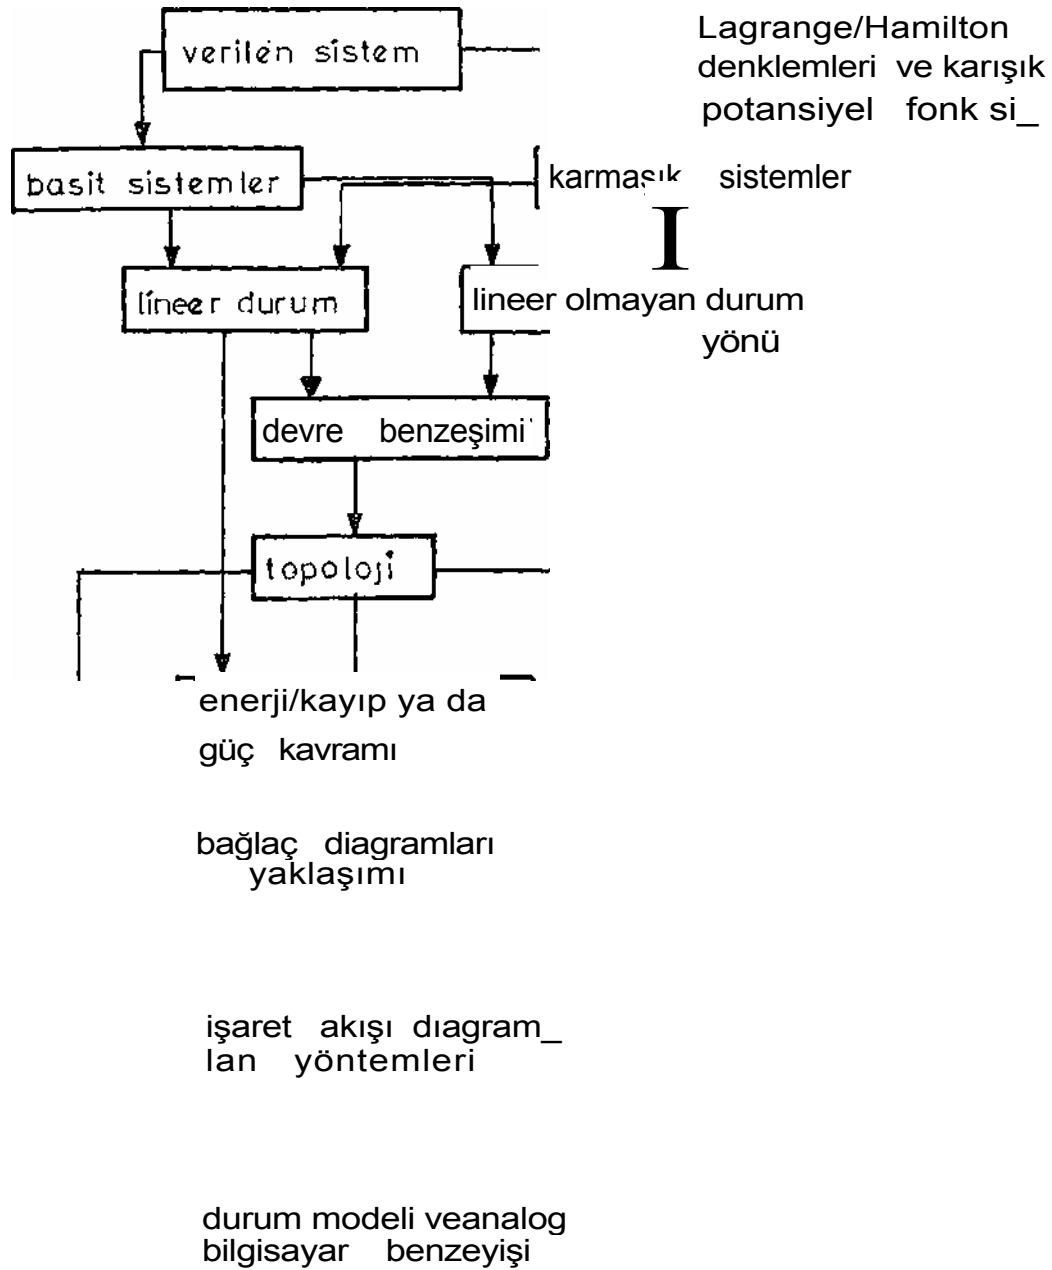 verilen sistem
Lagrange/Hamilton
denklemleri ve karışık
potansiyel fonk si_
basit sistemler
karmaşık sistemler
I
lineer durum
lineer olmayan durum
yönü
devre benzeşimi
topoloji
enerji/kayıp ya da
güç kavramı
bağlaç diagramları
yaklaşımı
işaret akışı dıagram_
lan yöntemleri
durum modeli veanalog
bilgisayar benzeyişi